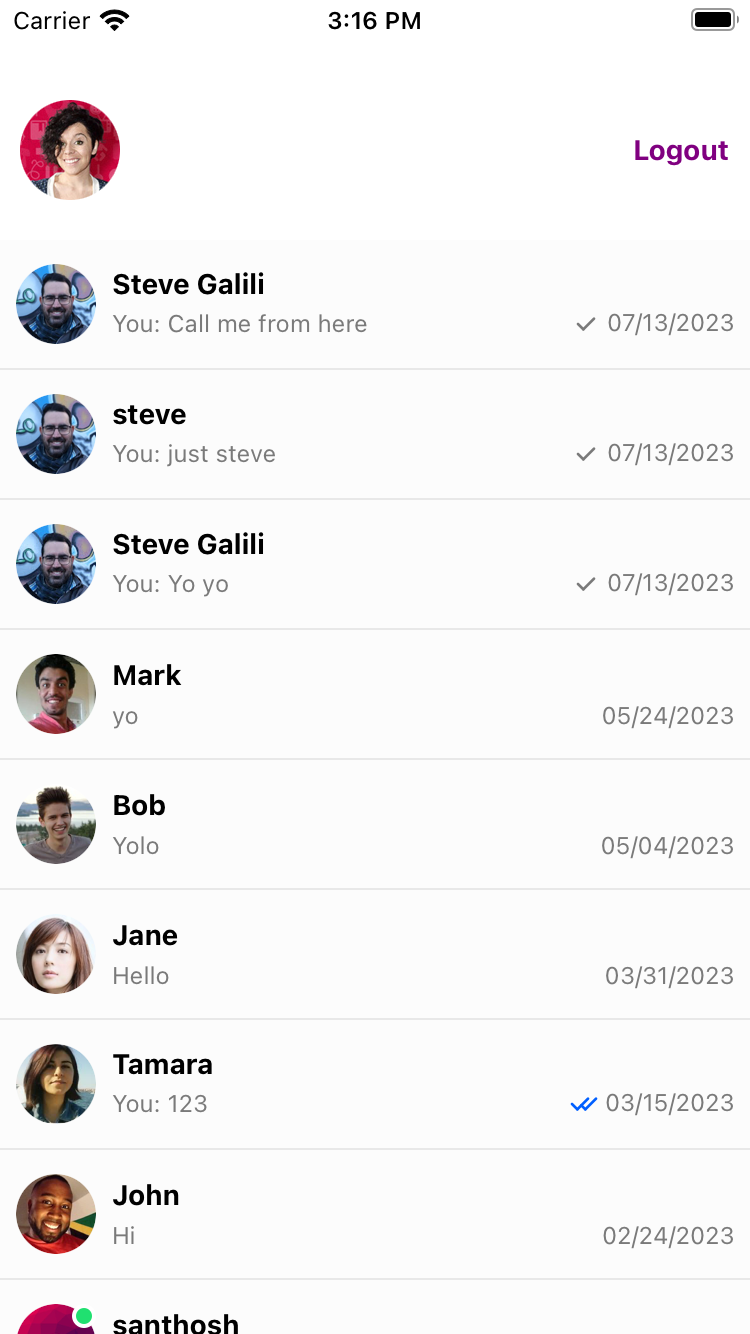 Carrier 3:16 PM
Logout
Steve Galili
You: Call me from here 07/13/2023
steve
You: just steve 07/13/2023
Steve Galili
You: Yo yo 07/13/2023
Mark
yo 05/24/2023
Bob
Yolo 05/04/2023
Jane
Hello 03/31/2023
Tamara
You: 123 03/15/2023
John
Hi 02/24/2023
santhosh